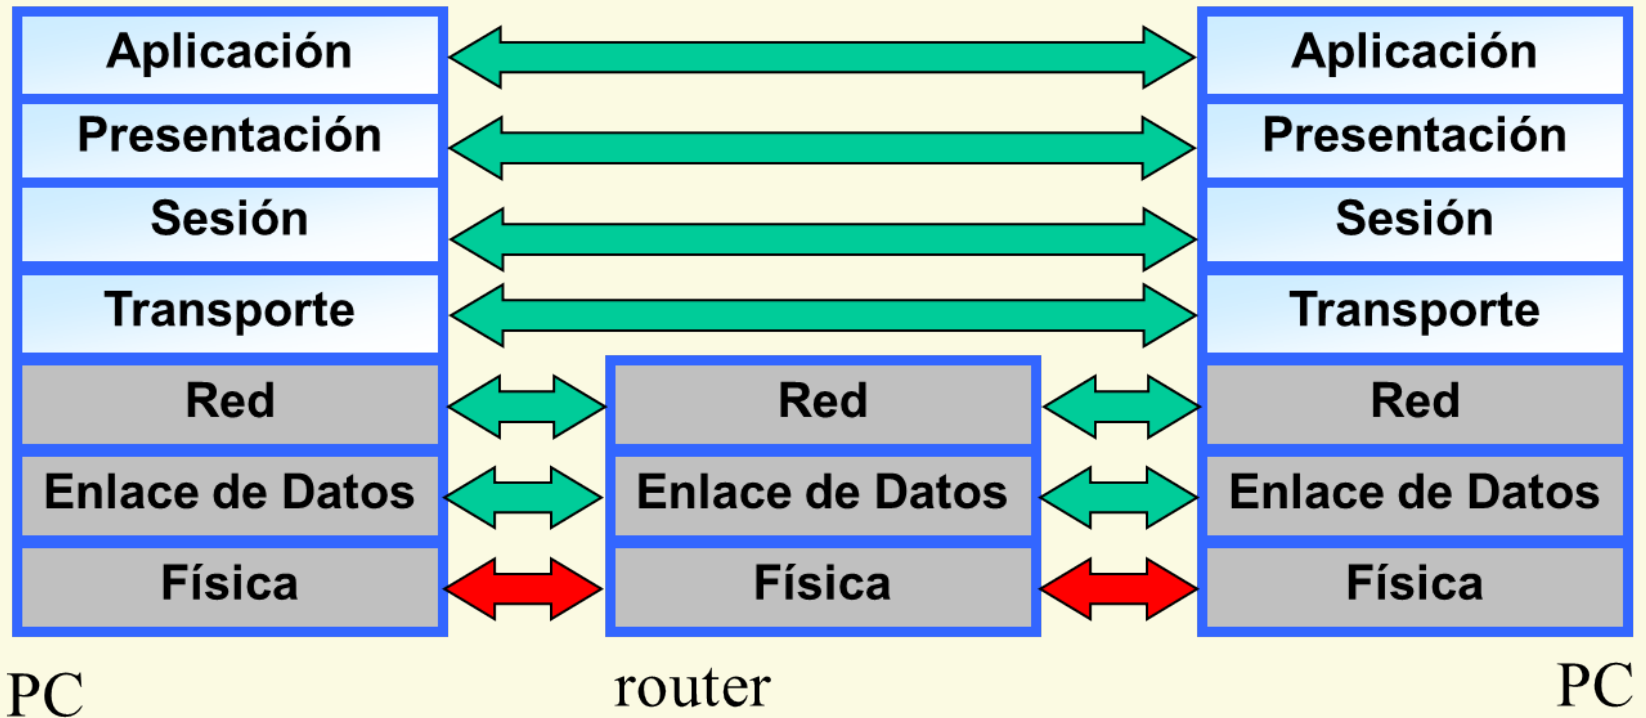 Aplicación
Presentación
Sesión
Transporte
Red
Enlace de Datos
Física
PC
Red
Enlace de Datos
Física
router
Aplicación
Presentación
Sesión
Transporte
Red
Enlace de Datos
Física
PC